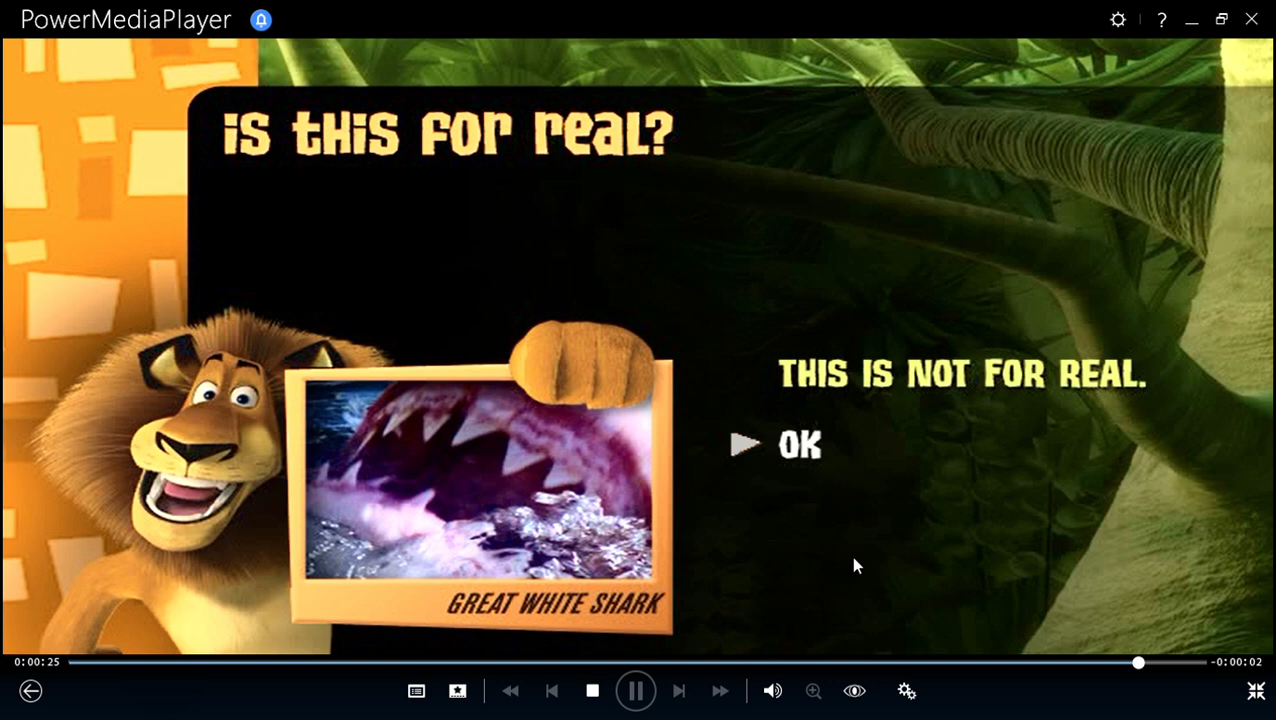 PowerMediaPlayer
?
is this for real?
THIS IS NOT FOR REAL.
OK
GREAT WHITE SHARK
0:00:25
-0:00:02